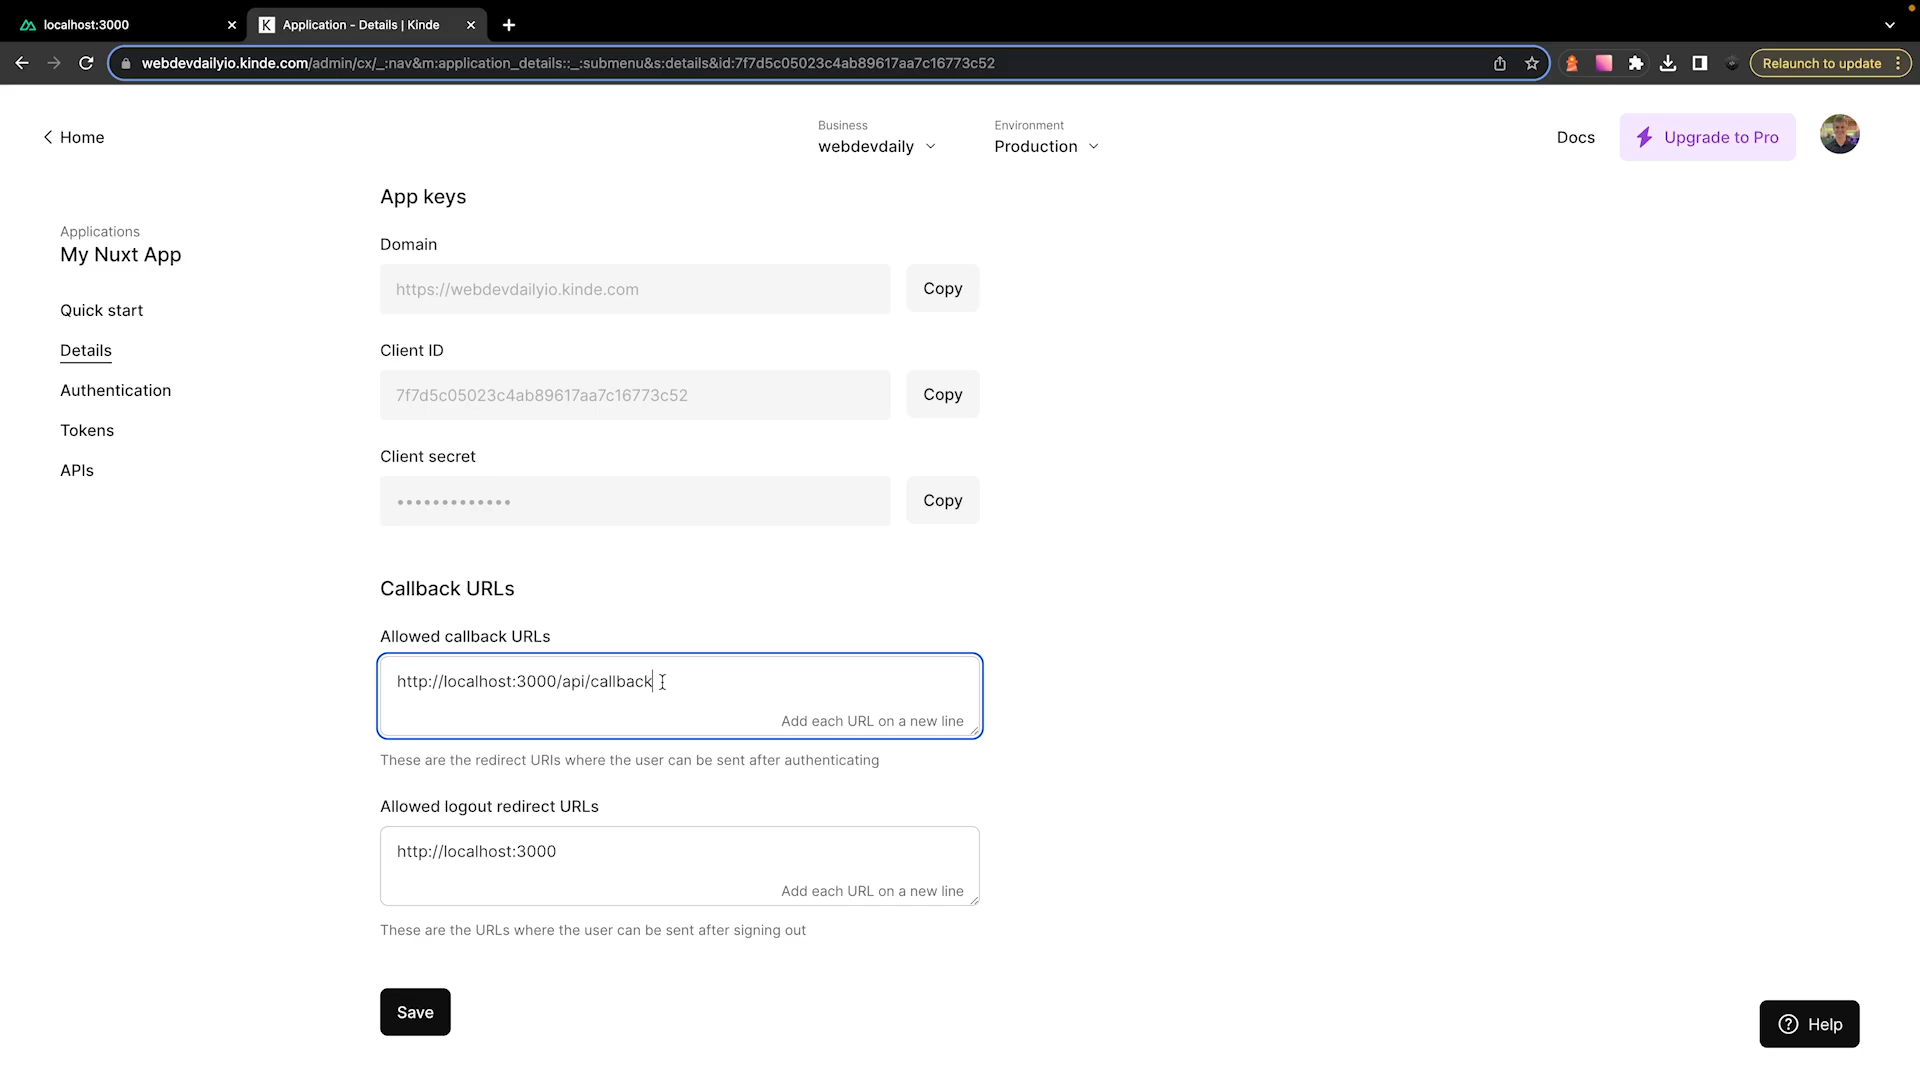 localhost:3000
Application - Details | Kinde
webdevdailyio.kinde.com/admin/cx/_:nav&m:application_details::_:submenu&s:details&id:7f7d5c05023c4ab89617aa7c16773c52
Relaunch to update
Home
Business
webdevdaily
Environment
Production
Docs
Upgrade to Pro
Applications
My Nuxt App
Quick start
Details
Authentication
Tokens
APIs
App keys
Domain
https://webdevdailyio.kinde.com
Copy
Client ID
7f7d5c05023c4ab89617aa7c16773c52
Copy
Client secret
•••••••••••••
Copy
Callback URLs
Allowed callback URLs
http://localhost:3000/api/callback
Add each URL on a new line
These are the redirect URIs where the user can be sent after authenticating
Allowed logout redirect URLs
http://localhost:3000
Add each URL on a new line
These are the URLs where the user can be sent after signing out
Save
Help